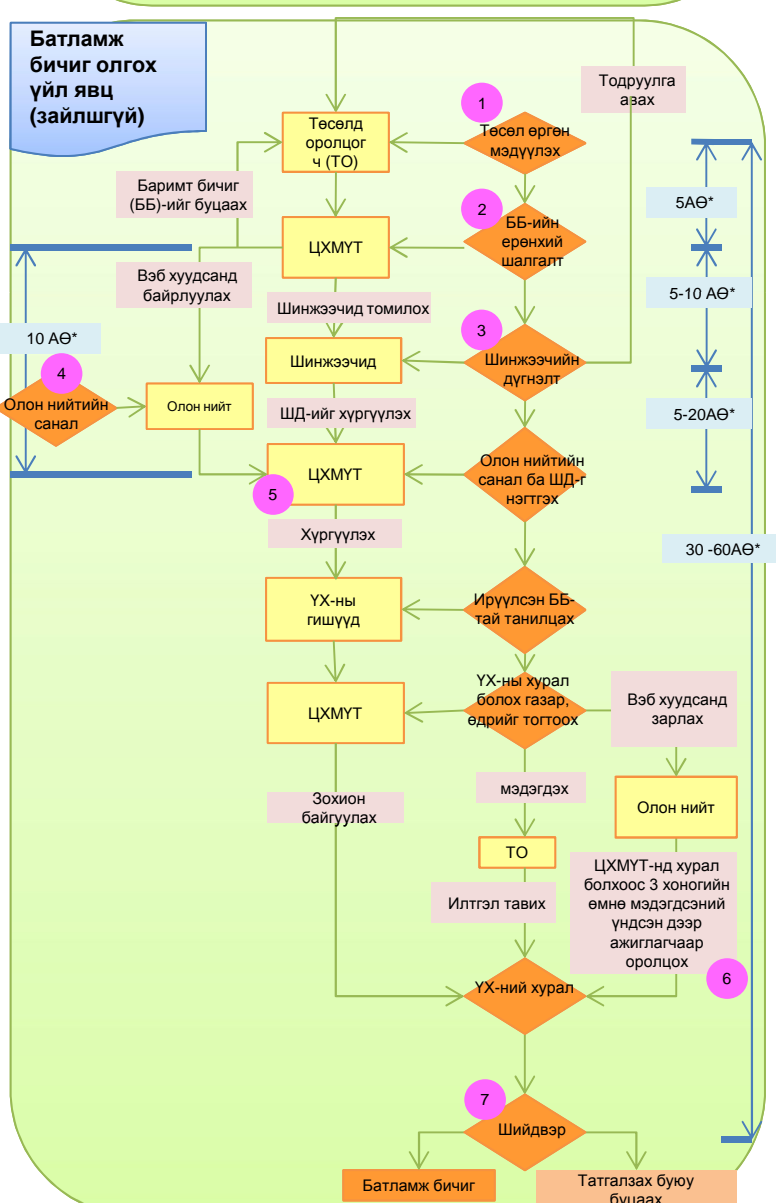 Батламж
бичиг олгох
үйл явц
(зайлшгүй)
Тодруулга
авах
1
Төсөлд
оролцог
ч (ТО)
Төсөл өргөн
мэдүүлэх
Баримт бичиг
(ББ)-ийг буцаах
5АӨ*
2
ЦХМҮТ
ББ-ийн
ерөнхий
шалгалт
Вэб хуудсанд
байрлуулах
5-10 АӨ*
Шинжээчид томилох
3
10 АӨ*
Шинжээчид
Шинжээчийн
дүгнэлт
4
Олон нийтийн
санал
Олон нийт
ШД-ийг хүргүүлэх
5-20АӨ*
ЦХМҮТ
5
Олон нийтийн
санал ба ШД-г
нэгтгэх
Хүргүүлэх
30 -60АӨ*
ҮХ-ны
гишүүд
Ирүүлсэн ББ-
тай танилцах
ЦХМҮТ
ҮХ-ны хурал
болох газар,
өдрийг тогтоох
Вэб хуудсанд
зарлах
Зохион
байгуулах
мэдэгдэх
Олон нийт
ТО
Илтгэл тавих
ЦХМҮТ-нд хурал
болхоос 3 хоногийн
өмнө мэдэгдсэний
үндсэн дээр
ажиглагчаар
оролцох
6
ҮХ-ний хурал
7
Шийдвэр
Батламж бичиг
Татгалзах буюу
буцаах